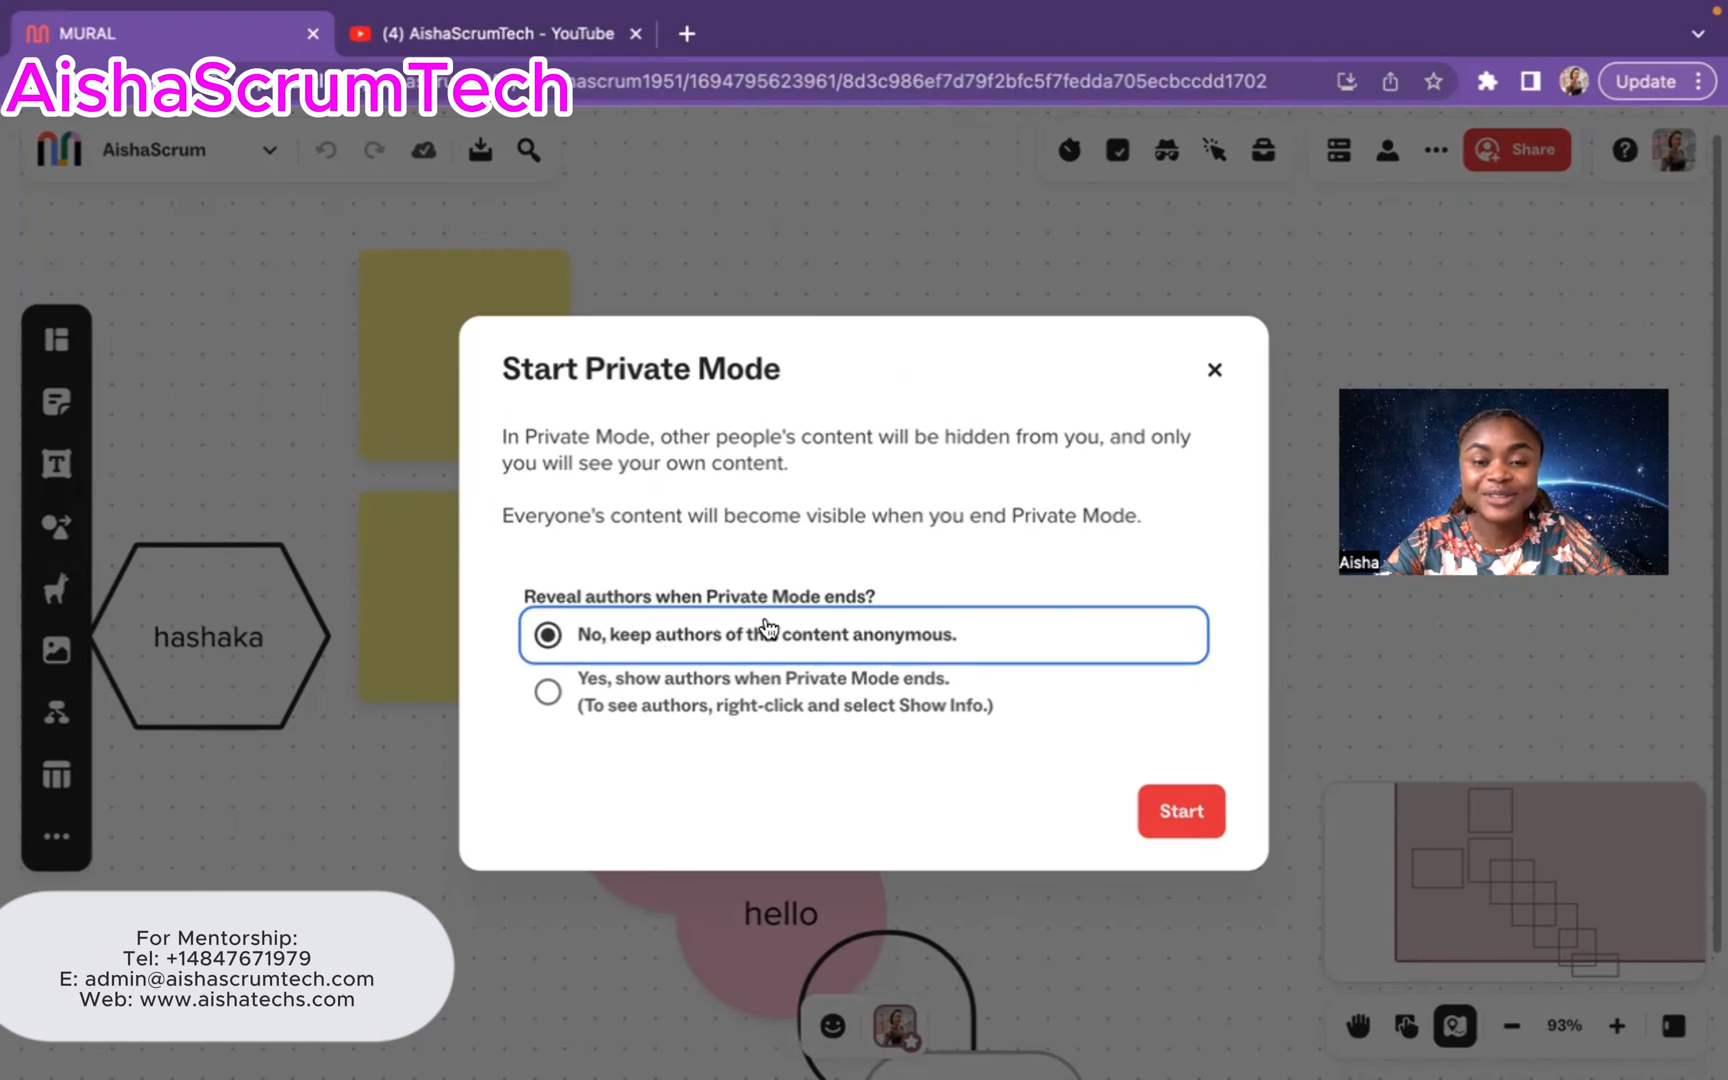 MURAL
(4) AishaScrumTech - YouTube
AishaScrumTech
ascrum1951/1694795623961/8d3c986ef7d79f2bfc5f7fedda705ecbccdd1702
Update
AishaScrum
Share
Start Private Mode
In Private Mode, other people's content will be hidden from you, and only
you will see your own content.
Everyone's content will become visible when you end Private Mode.
Reveal authors when Private Mode ends?
No, keep authors of the content anonymous.
Yes, show authors when Private Mode ends.
(To see authors, right-click and select Show Info.)
Start
hashaka
Aisha
hello
For Mentorship:
Tel: +14847671979
E: admin@aishascrumtech.com
Web: www.aishatechs.com
93%